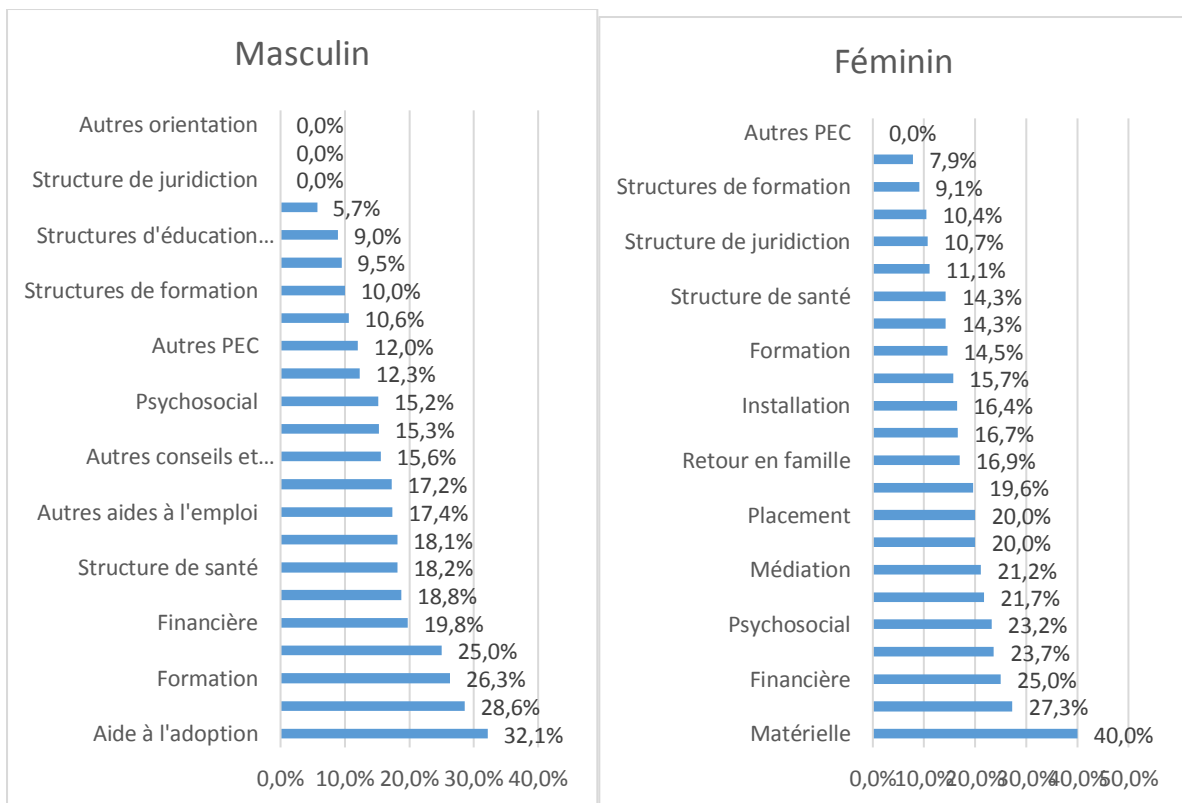 Masculin
Autres orientation 0,0%
0,0%
Structure de juridiction 0,0%
5,7%
Structures d'éducation... 9,0%
9,5%
Structures de formation 10,0%
10,6%
Autres PEC 12,0%
12,3%
Psychosocial 15,2%
15,3%
Autres conseils et... 15,6%
17,2%
Autres aides à l'emploi 17,4%
18,1%
Structure de santé 18,2%
18,8%
Financière 19,8%
25,0%
Formation 26,3%
28,6%
Aide à l'adoption 32,1%
0,0% 10,0% 20,0% 30,0% 40,0%
Féminin
Autres PEC 0,0%
7,9%
Structures de formation 9,1%
10,4%
Structure de juridiction 10,7%
11,1%
Structure de santé 14,3%
14,3%
Formation 14,5%
15,7%
Installation 16,4%
16,7%
Retour en famille 16,9%
19,6%
Placement 20,0%
20,0%
Médiation 21,2%
21,7%
Psychosocial 23,2%
23,7%
Financière 25,0%
27,3%
Matérielle 40,0%
0,0% 10,0% 20,0% 30,0% 40,0% 50,0%